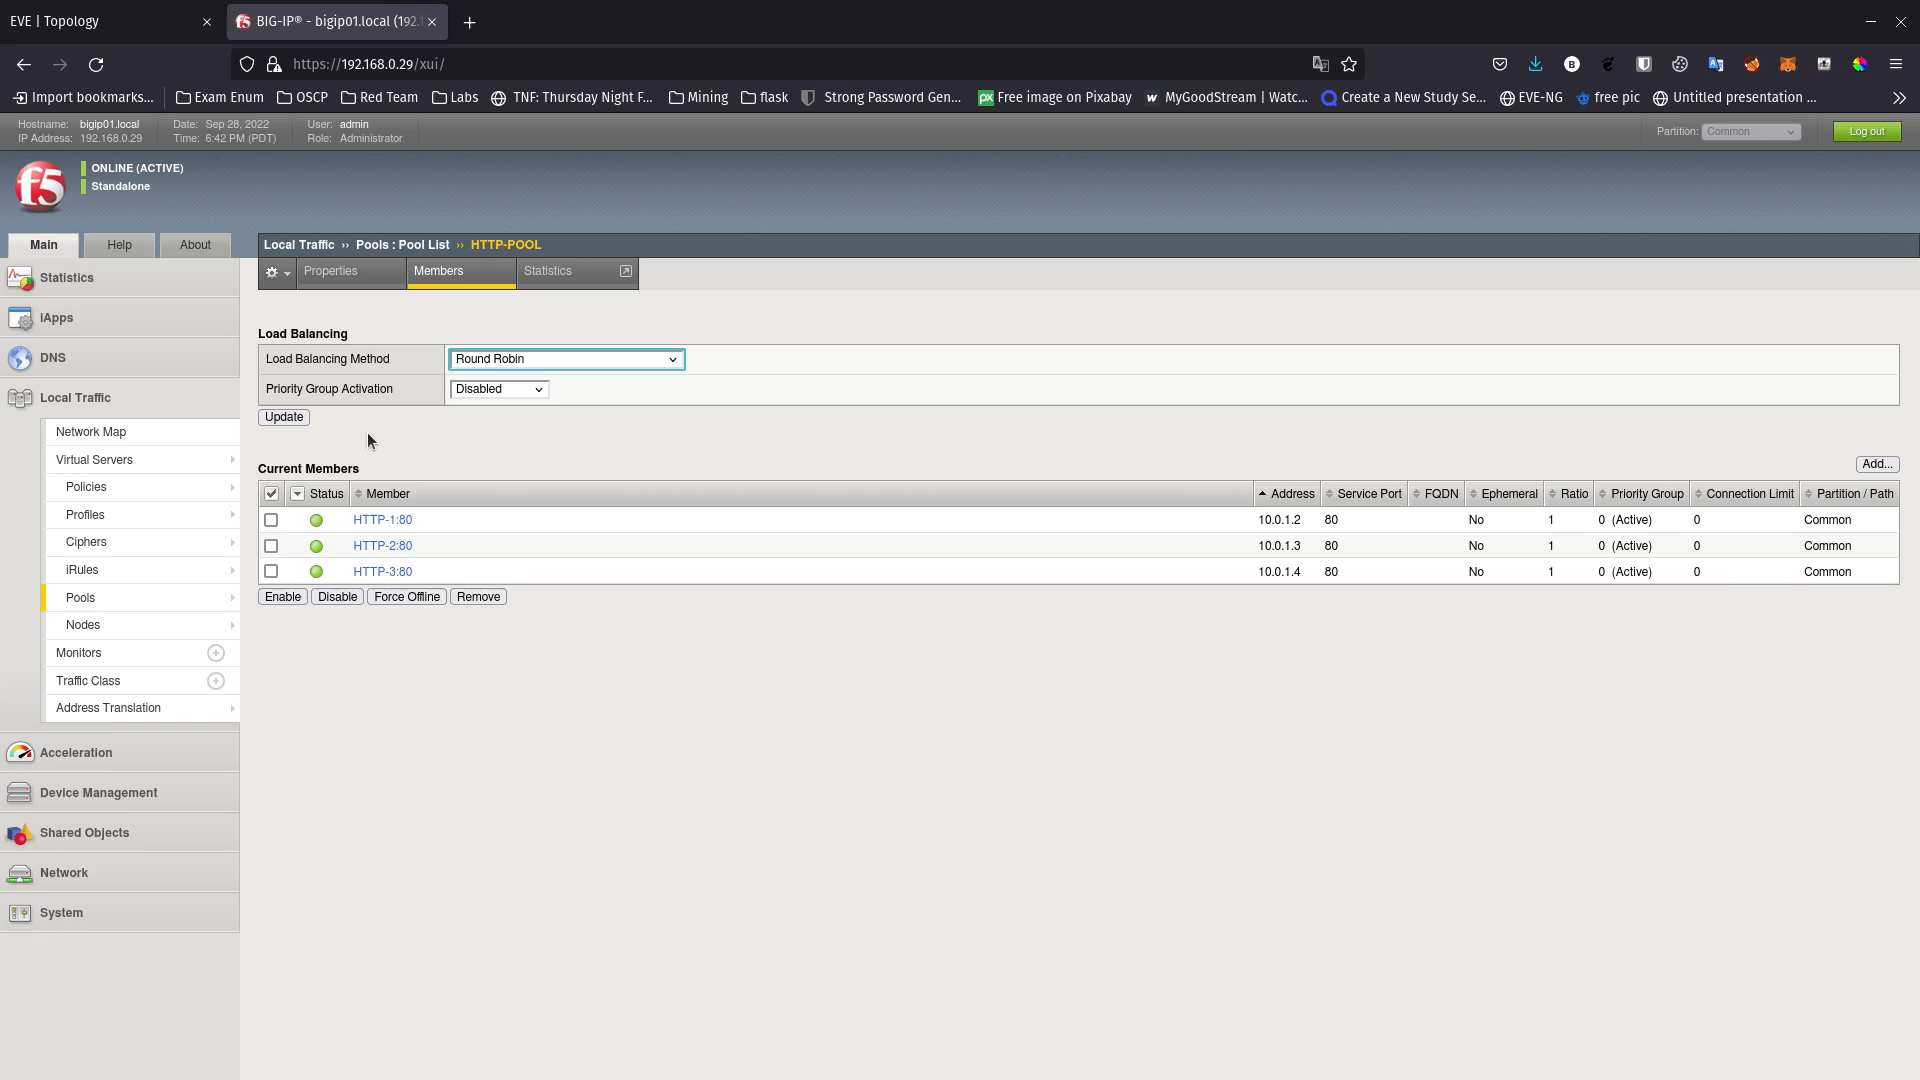 EVE | Topology
BIG-IP® - bigip01.local (192.1
https://192.168.0.29/xui/
Import bookmarks... Exam Enum OSCP Red Team Labs TNF: Thursday Night F... Mining flask Strong Password Gen... px Free image on Pixabay W MyGoodStream | Watc... Create a New Study Se... EVE-NG free pic Untitled presentation ...
Hostname: bigip01.local Date: Sep 28, 2022 User: admin
IP Address: 192.168.0.29 Time: 6:42 PM (PDT) Role: Administrator
Partition: Common Log out
f5
ONLINE (ACTIVE)
Standalone
Main Help About
Local Traffic ›› Pools : Pool List ›› HTTP-POOL
Properties Members Statistics
Statistics
iApps
DNS
Local Traffic
Network Map
Virtual Servers
Policies
Profiles
Ciphers
iRules
Pools
Nodes
Monitors
Traffic Class
Address Translation
Acceleration
Device Management
Shared Objects
Network
System
Load Balancing
Load Balancing Method Round Robin
Priority Group Activation Disabled
Update
Current Members Add...
Status Member Address Service Port FQDN Ephemeral Ratio Priority Group Connection Limit Partition / Path
HTTP-1:80 10.0.1.2 80 No 1 0 (Active) 0 Common
HTTP-2:80 10.0.1.3 80 No 1 0 (Active) 0 Common
HTTP-3:80 10.0.1.4 80 No 1 0 (Active) 0 Common
Enable Disable Force Offline Remove